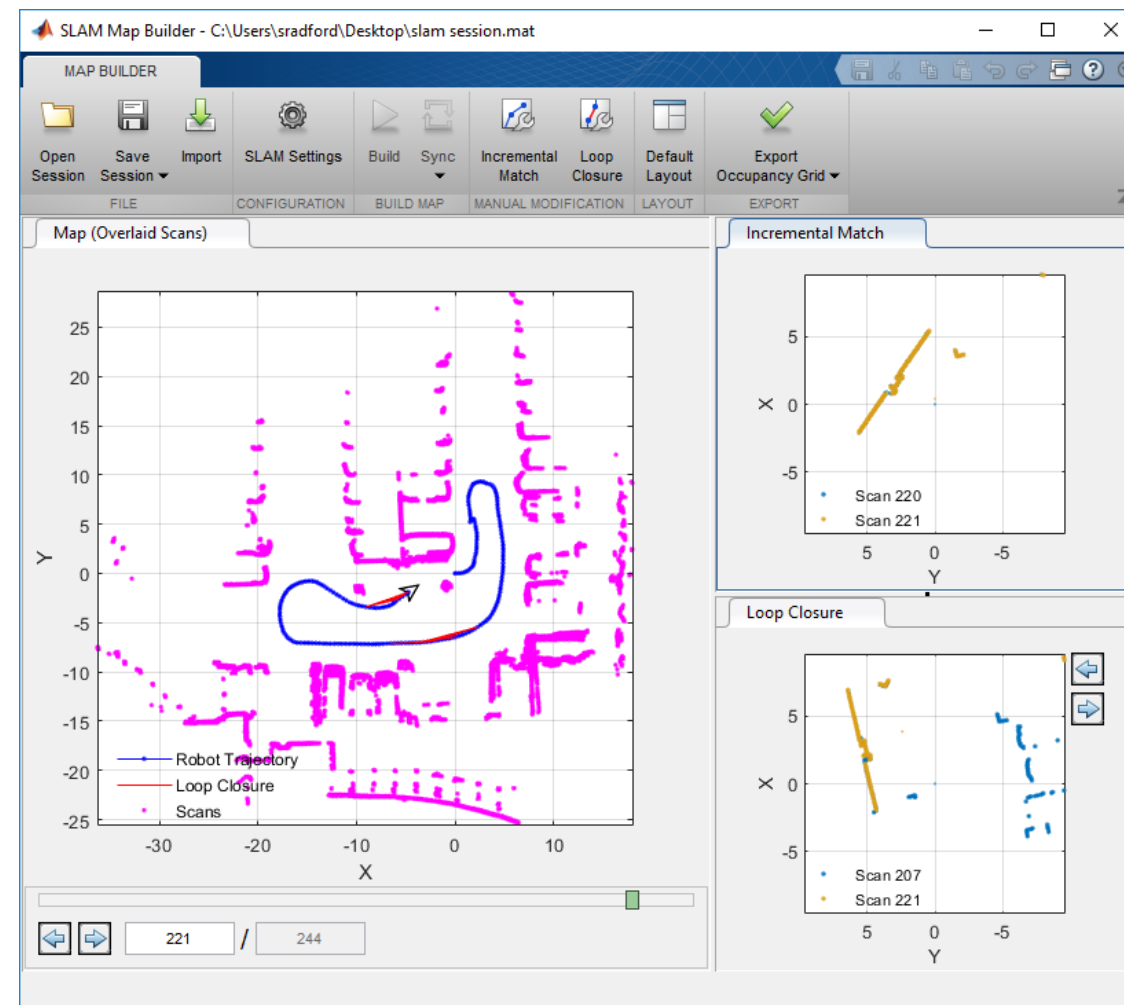 SLAM Map Builder - C:\Users\sradford\Desktop\slam session.mat
MAP BUILDER
Open Session
Save Session
Import
SLAM Settings
Build
Sync
Incremental Match
Loop Closure
Default Layout
Export Occupancy Grid
FILE
CONFIGURATION
BUILD MAP
MANUAL MODIFICATION
LAYOUT
EXPORT
Map (Overlaid Scans)
25
20
15
10
5
0
-5
-10
-15
-20
-25
Y
Robot Trajectory
Loop Closure
Scans
-30
-20
-10
0
10
X
221 / 244
Incremental Match
5
0
-5
X
Scan 220
Scan 221
5
0
-5
Y
Loop Closure
5
0
-5
X
Scan 207
Scan 221
5
0
-5
Y